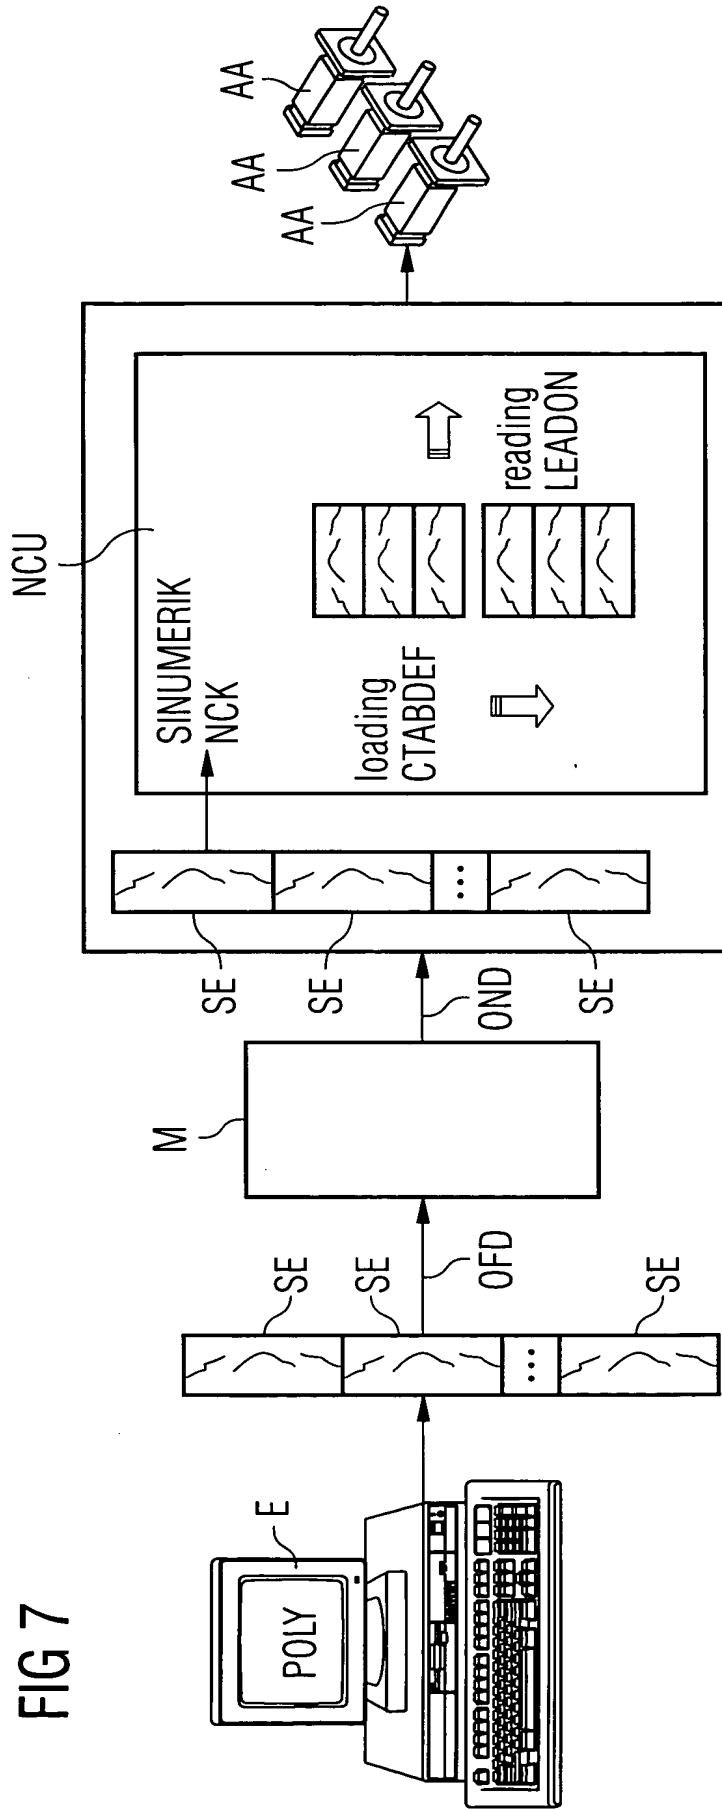 FIG 7
POLY
E
SE
SE
SE
OFD
M
OND
SE
SE
SE
NCU
SINUMERIK
NCK
loading
CTABDEF
reading
LEADON
AA
AA
AA